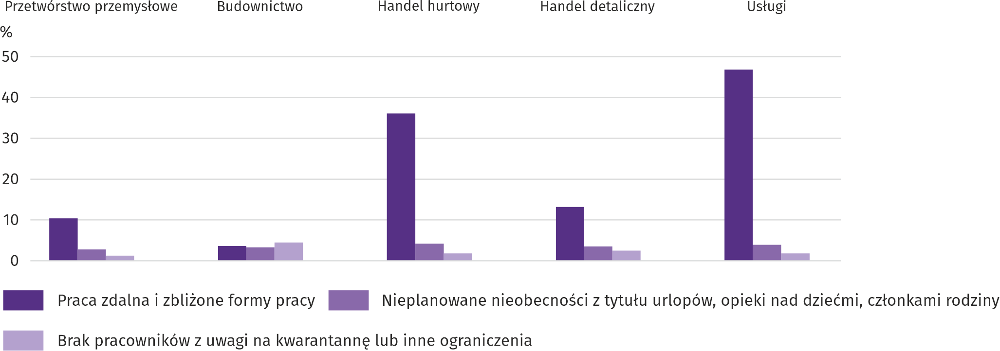 Przetwórstwo przemysłowe Budownictwo Handel hurtowy Handel detaliczny Usługi
%
50
40
30
20
10
0
Praca zdalna i zbliżone formy pracy Nieplanowane nieobecności z tytułu urlopów, opieki nad dziećmi, członkami rodziny
Brak pracowników z uwagi na kwarantannę lub inne ograniczenia